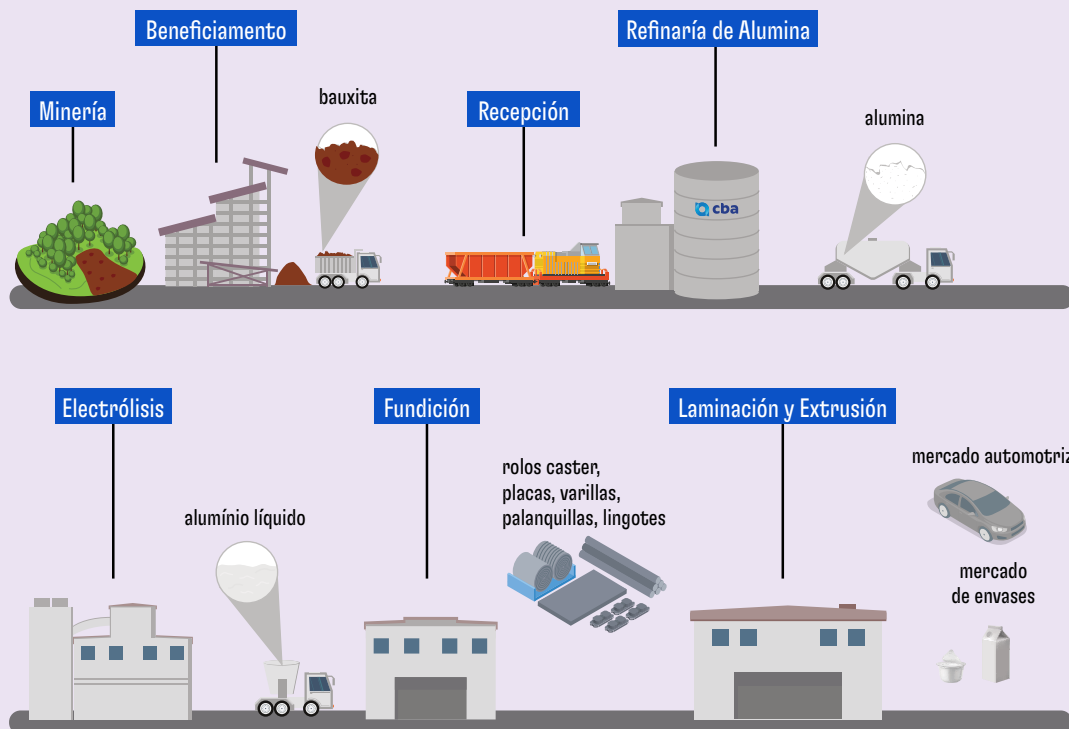 Beneficiamento
Refinaría de Alumina
Minería
bauxita
Recepción
alumina
cba
Electrólisis
Fundición
Laminación y Extrusión
mercado automotriz
rolos caster,
placas, varillas,
palanquillas, lingotes
alumínio líquido
mercado
de envases